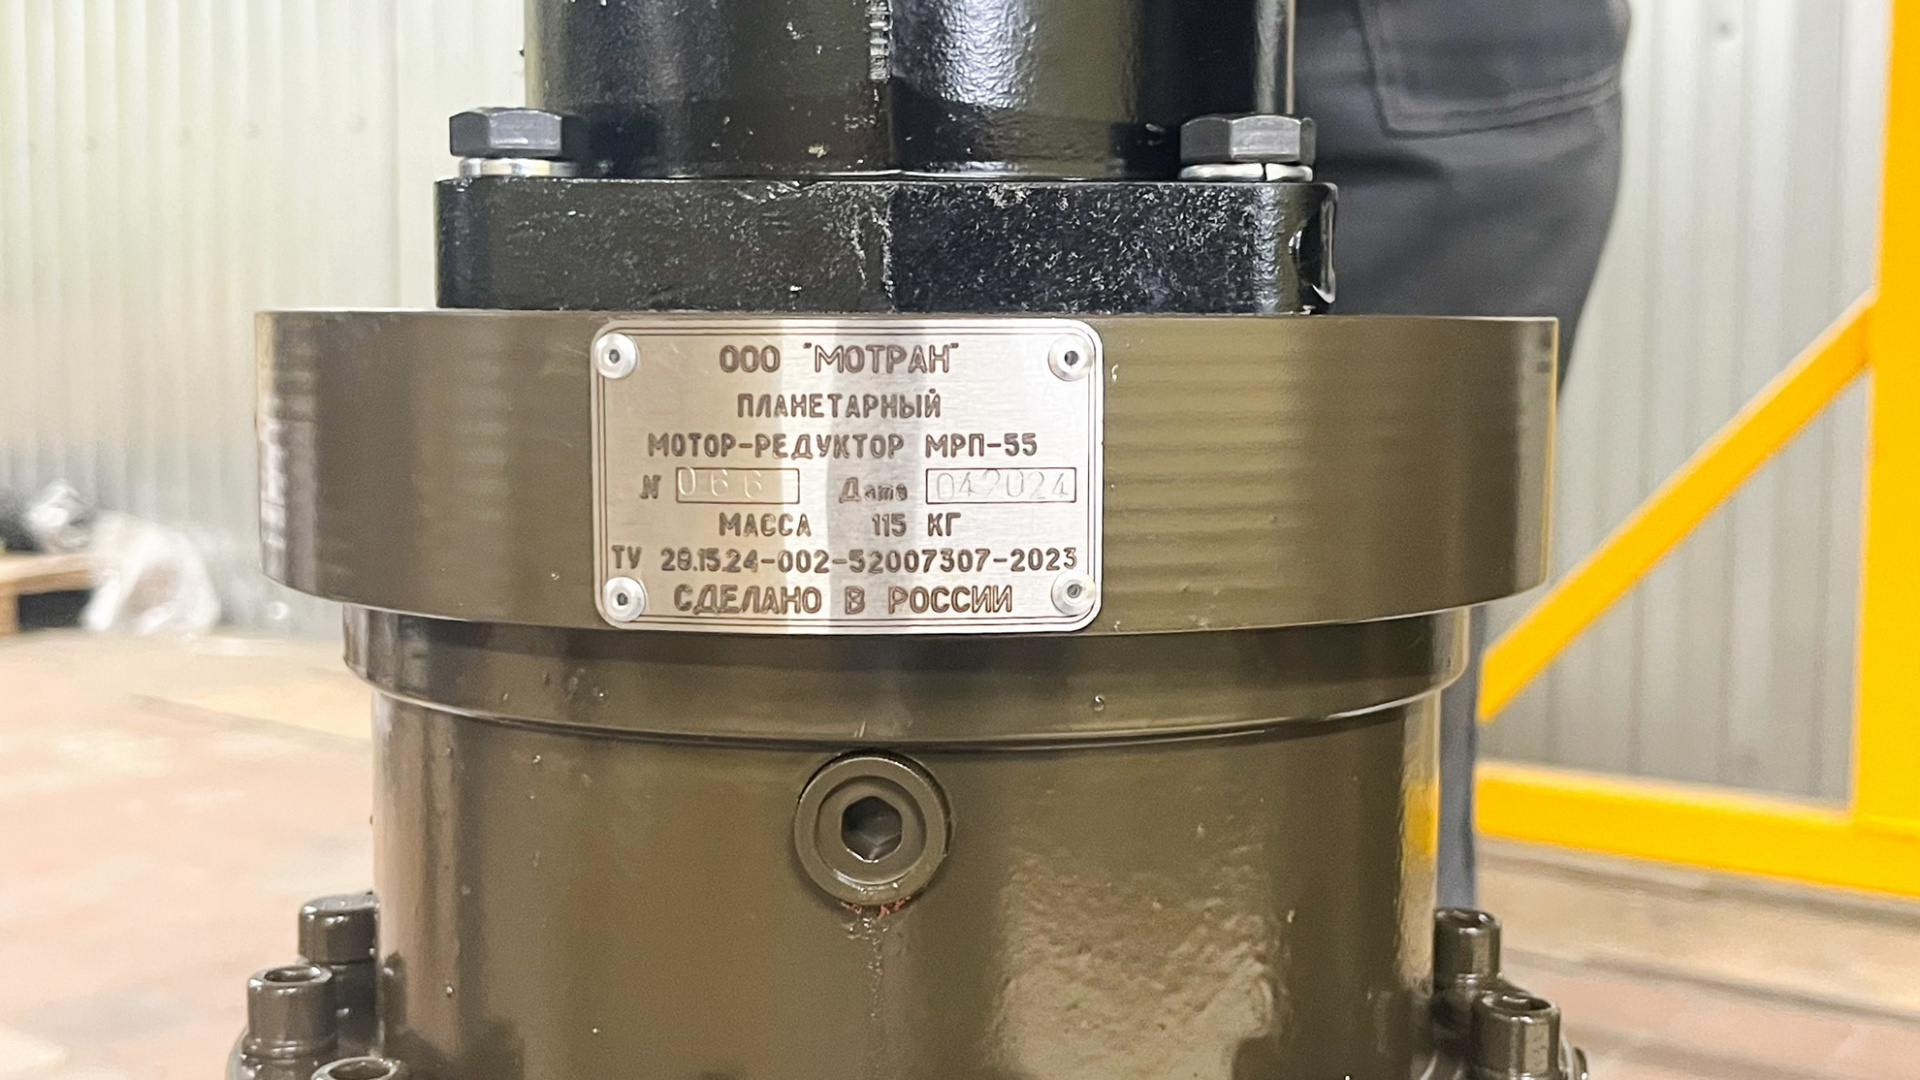 ООО "МОТРАН"
ПЛАНЕТАРНЫЙ
МОТОР-РЕДУКТОР МРП-55
№ 066 Дата 042024
МАССА 115 КГ
ТУ 28.15.24-002-52007307-2023
СДЕЛАНО В РОССИИ